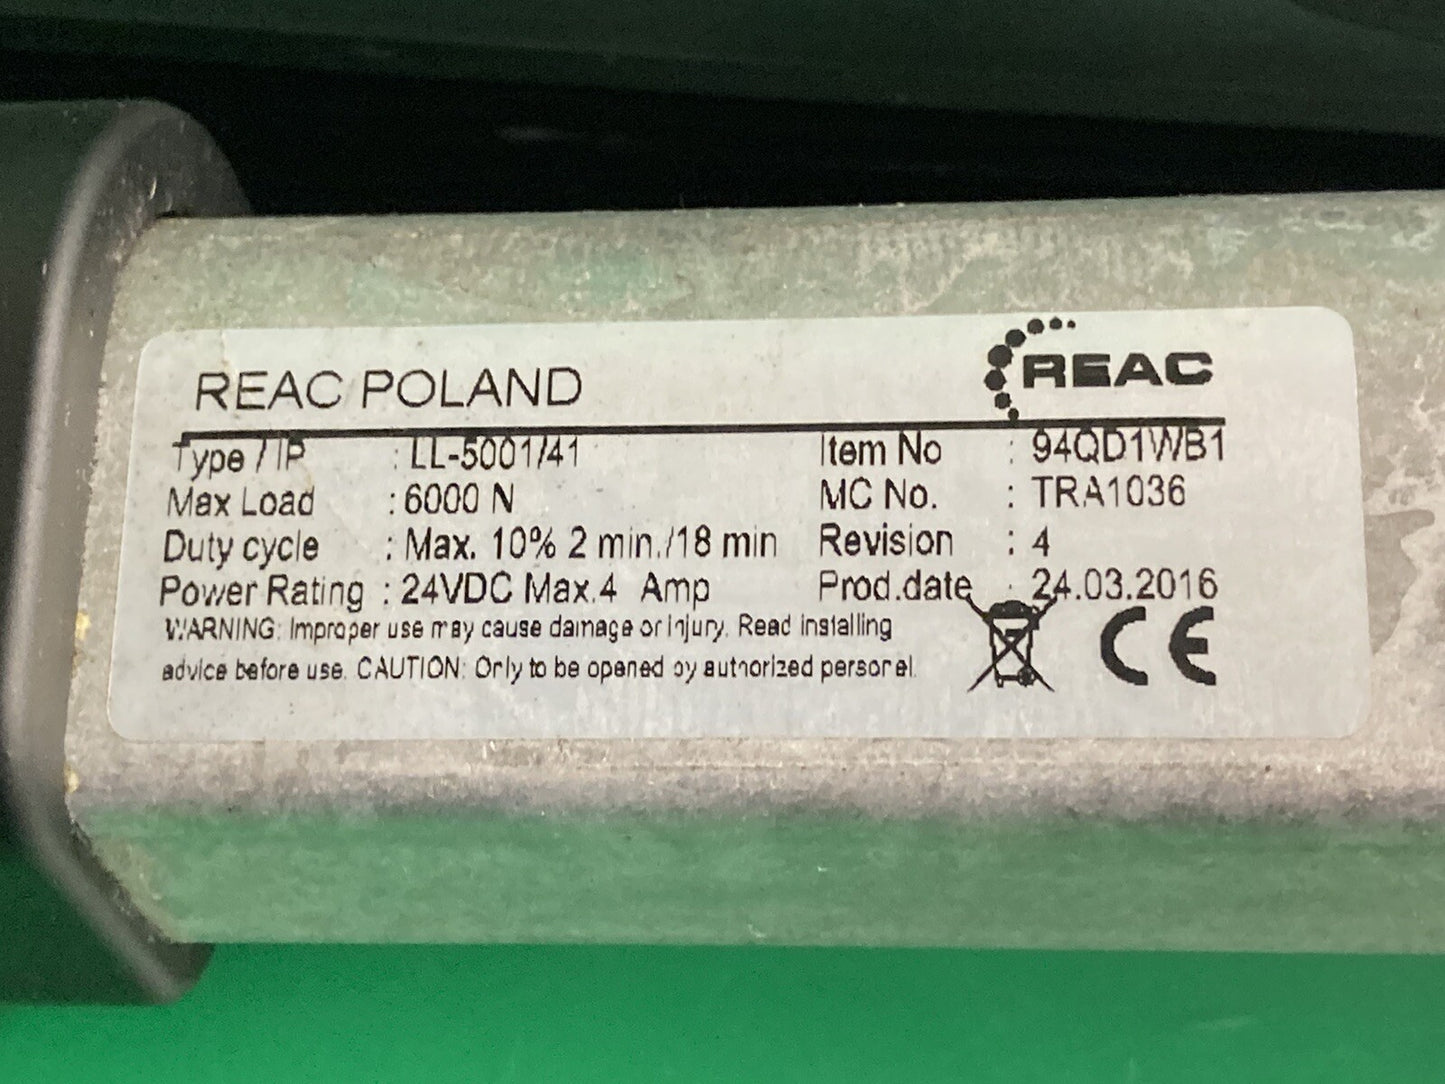 REAC POLAND
REAC
Type / IP : LL-5001/41 Item No : 94QD1WB1
Max Load : 6000 N MC No. : TRA1036
Duty cycle : Max. 10% 2 min./18 min Revision : 4
Power Rating : 24VDC Max.4 Amp Prod.date : 24.03.2016
WARNING: Improper use may cause damage or injury. Read installing
advice before use. CAUTION: Only to be opened by authorized personel.
CE